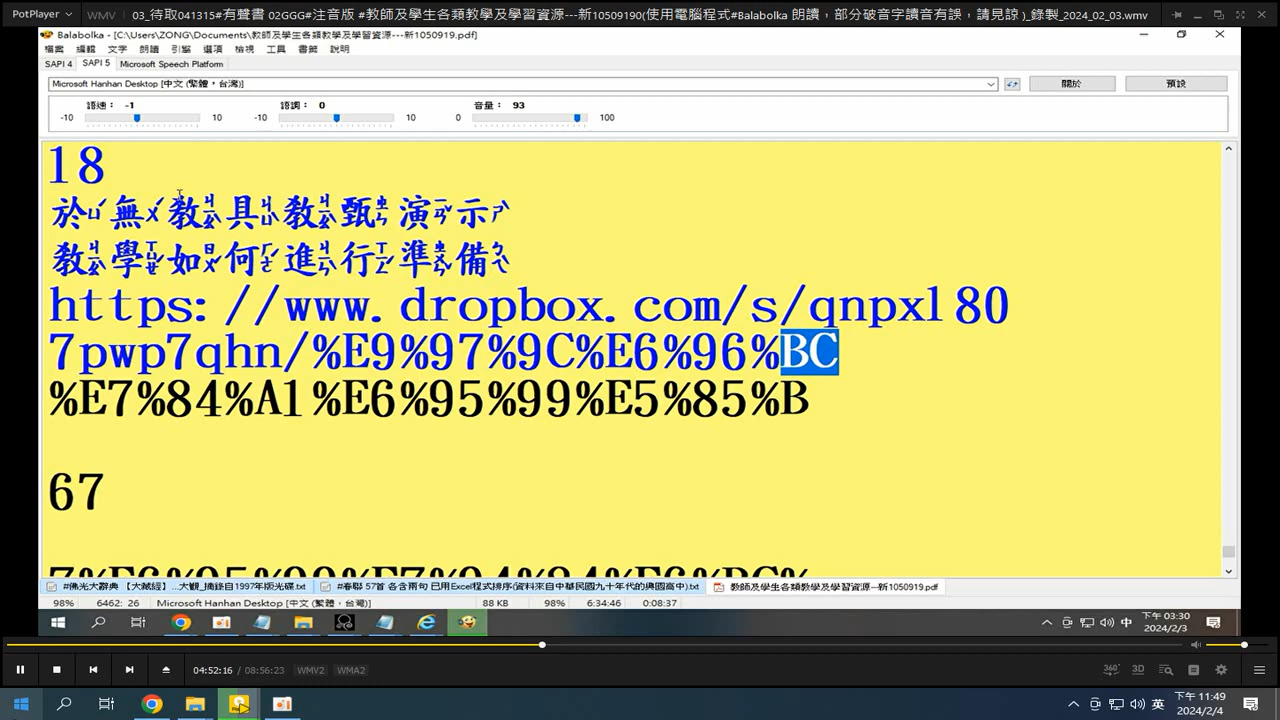 PotPlayer WMV 03_待取041315#有聲書 02GGG#注音版 #教師及學生各類教學及學習資源---新10509190(使用電腦程式#Balabolka 朗讀，部分破音字讀音有誤，請見諒 )_錄製_2024_02_03.wmv
Balabolka - [C:\Users\ZONG\Documents\教師及學生各類教學及學習資源---新1050919.pdf]
檔案 編輯 文字 朗讀 引擎 選項 檢視 工具 書籤 說明
SAPI 4 SAPI 5 Microsoft Speech Platform
Microsoft Hanhan Desktop [中文 (繁體，台灣)] 關於 預設
語速： -1 語調： 0 音量： 93
-10 10 -10 10 0 100
18
於無教具教甄演示
教學如何進行準備
https://www.dropbox.com/s/qnpxl80
7pwp7qhn/%E9%97%9C%E6%96%BC
%E7%84%A1%E6%95%99%E5%85%B
67
7%E6%95%99%E7%94%84%E6%BC%
#佛光大辭典 【大藏經】...大觀_摘錄自1997年版光碟.txt #春聯 57首 各含兩句 已用Excel程式排序(資料來自中華民國九十年代的典國高中).txt 教師及學生各類教學及學習資源---新1050919.pdf
98% 6462: 26 Microsoft Hanhan Desktop [中文 (繁體，台灣)] 88 KB 98% 6:34:46 0:08:37
中 下午 03:30
2024/2/3
04:52:16 / 08:56:23 WMV2 WMA2 360° 3D
英 下午 11:49
2024/2/4